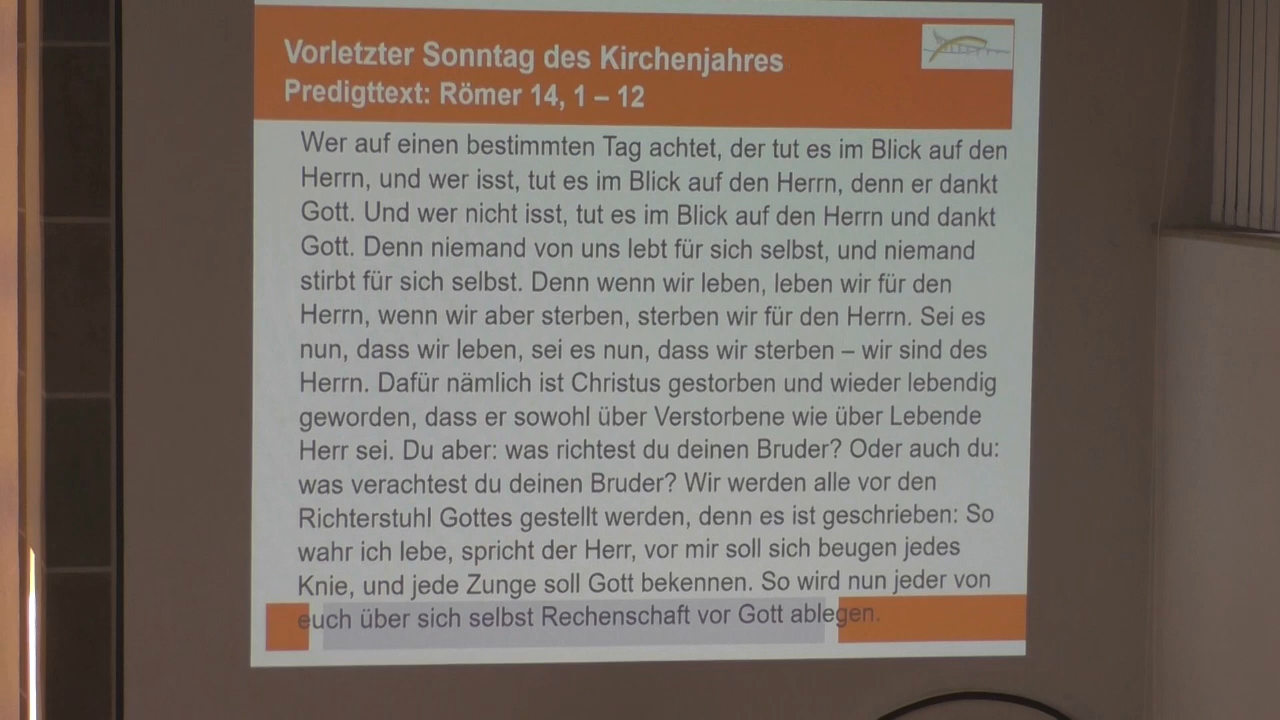 Vorletzter Sonntag des Kirchenjahres
Predigttext: Römer 14, 1 – 12
Wer auf einen bestimmten Tag achtet, der tut es im Blick auf den
Herrn, und wer isst, tut es im Blick auf den Herrn, denn er dankt
Gott. Und wer nicht isst, tut es im Blick auf den Herrn und dankt
Gott. Denn niemand von uns lebt für sich selbst, und niemand
stirbt für sich selbst. Denn wenn wir leben, leben wir für den
Herrn, wenn wir aber sterben, sterben wir für den Herrn. Sei es
nun, dass wir leben, sei es nun, dass wir sterben – wir sind des
Herrn. Dafür nämlich ist Christus gestorben und wieder lebendig
geworden, dass er sowohl über Verstorbene wie über Lebende
Herr sei. Du aber: was richtest du deinen Bruder? Oder auch du:
was verachtest du deinen Bruder? Wir werden alle vor den
Richterstuhl Gottes gestellt werden, denn es ist geschrieben: So
wahr ich lebe, spricht der Herr, vor mir soll sich beugen jedes
Knie, und jede Zunge soll Gott bekennen. So wird nun jeder von
euch über sich selbst Rechenschaft vor Gott ablegen.